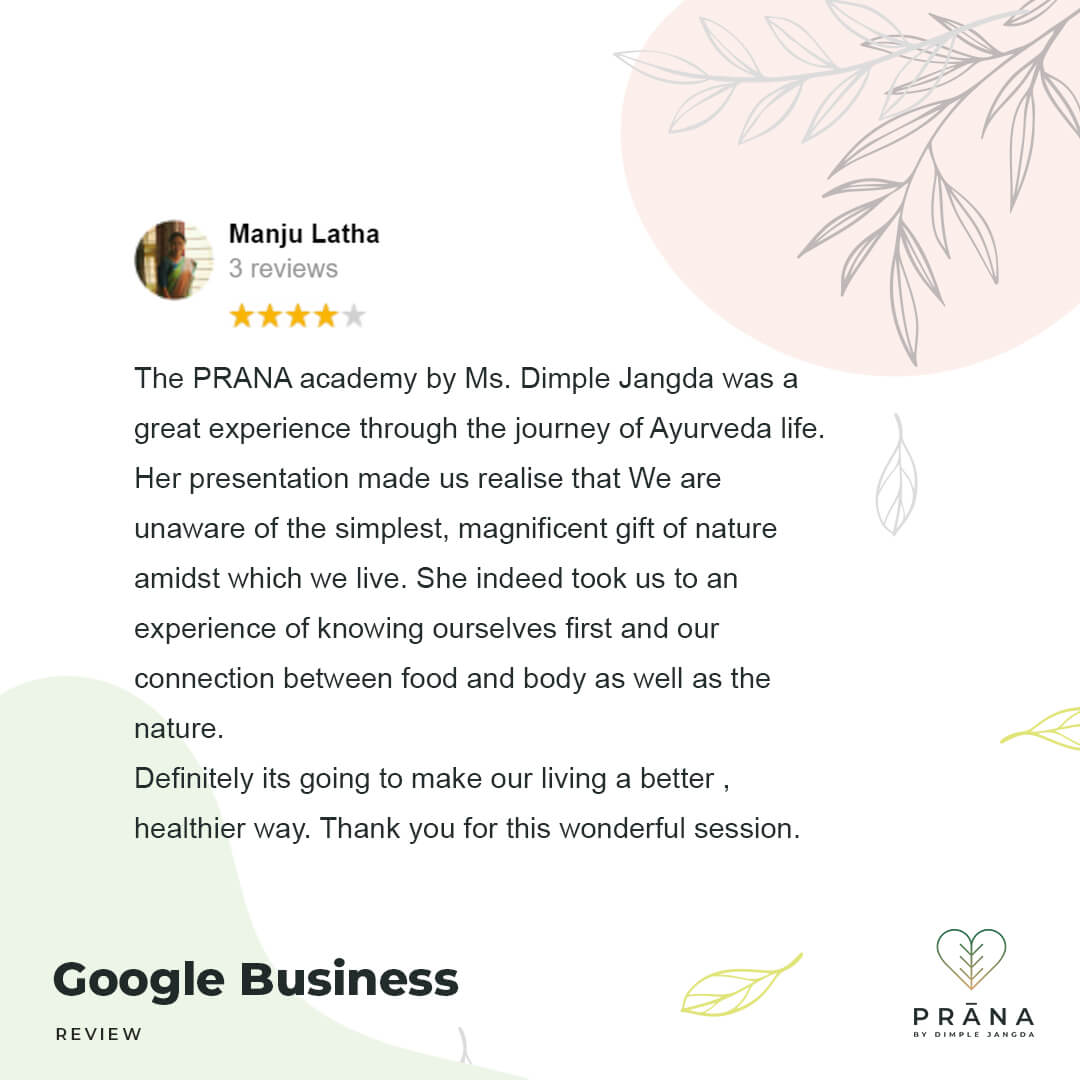 Manju Latha
3 reviews
The PRANA academy by Ms. Dimple Jangda was a
great experience through the journey of Ayurveda life.
Her presentation made us realise that We are
unaware of the simplest, magnificent gift of nature
amidst which we live. She indeed took us to an
experience of knowing ourselves first and our
connection between food and body as well as the
nature.
Definitely its going to make our living a better ,
healthier way. Thank you for this wonderful session.
Google Business
REVIEW
PRĀNA
BY DIMPLE JANGDA